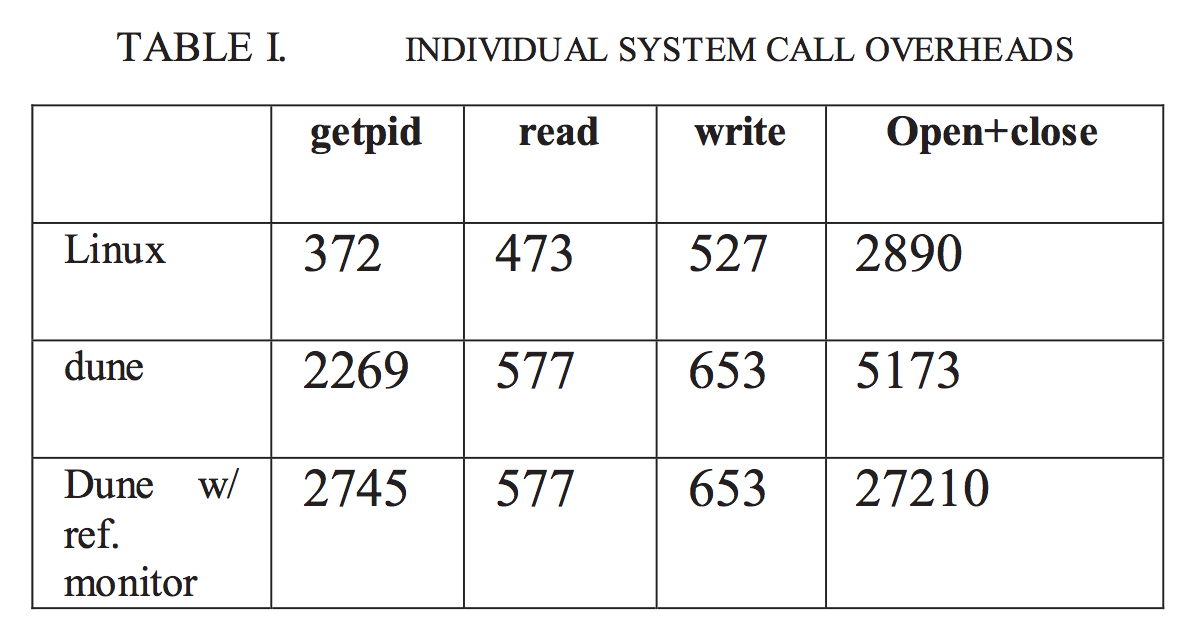 TABLE I. INDIVIDUAL SYSTEM CALL OVERHEADS
getpid read write Open+close
Linux 372 473 527 2890
dune 2269 577 653 5173
Dune w/ 2745 577 653 27210
ref.
monitor